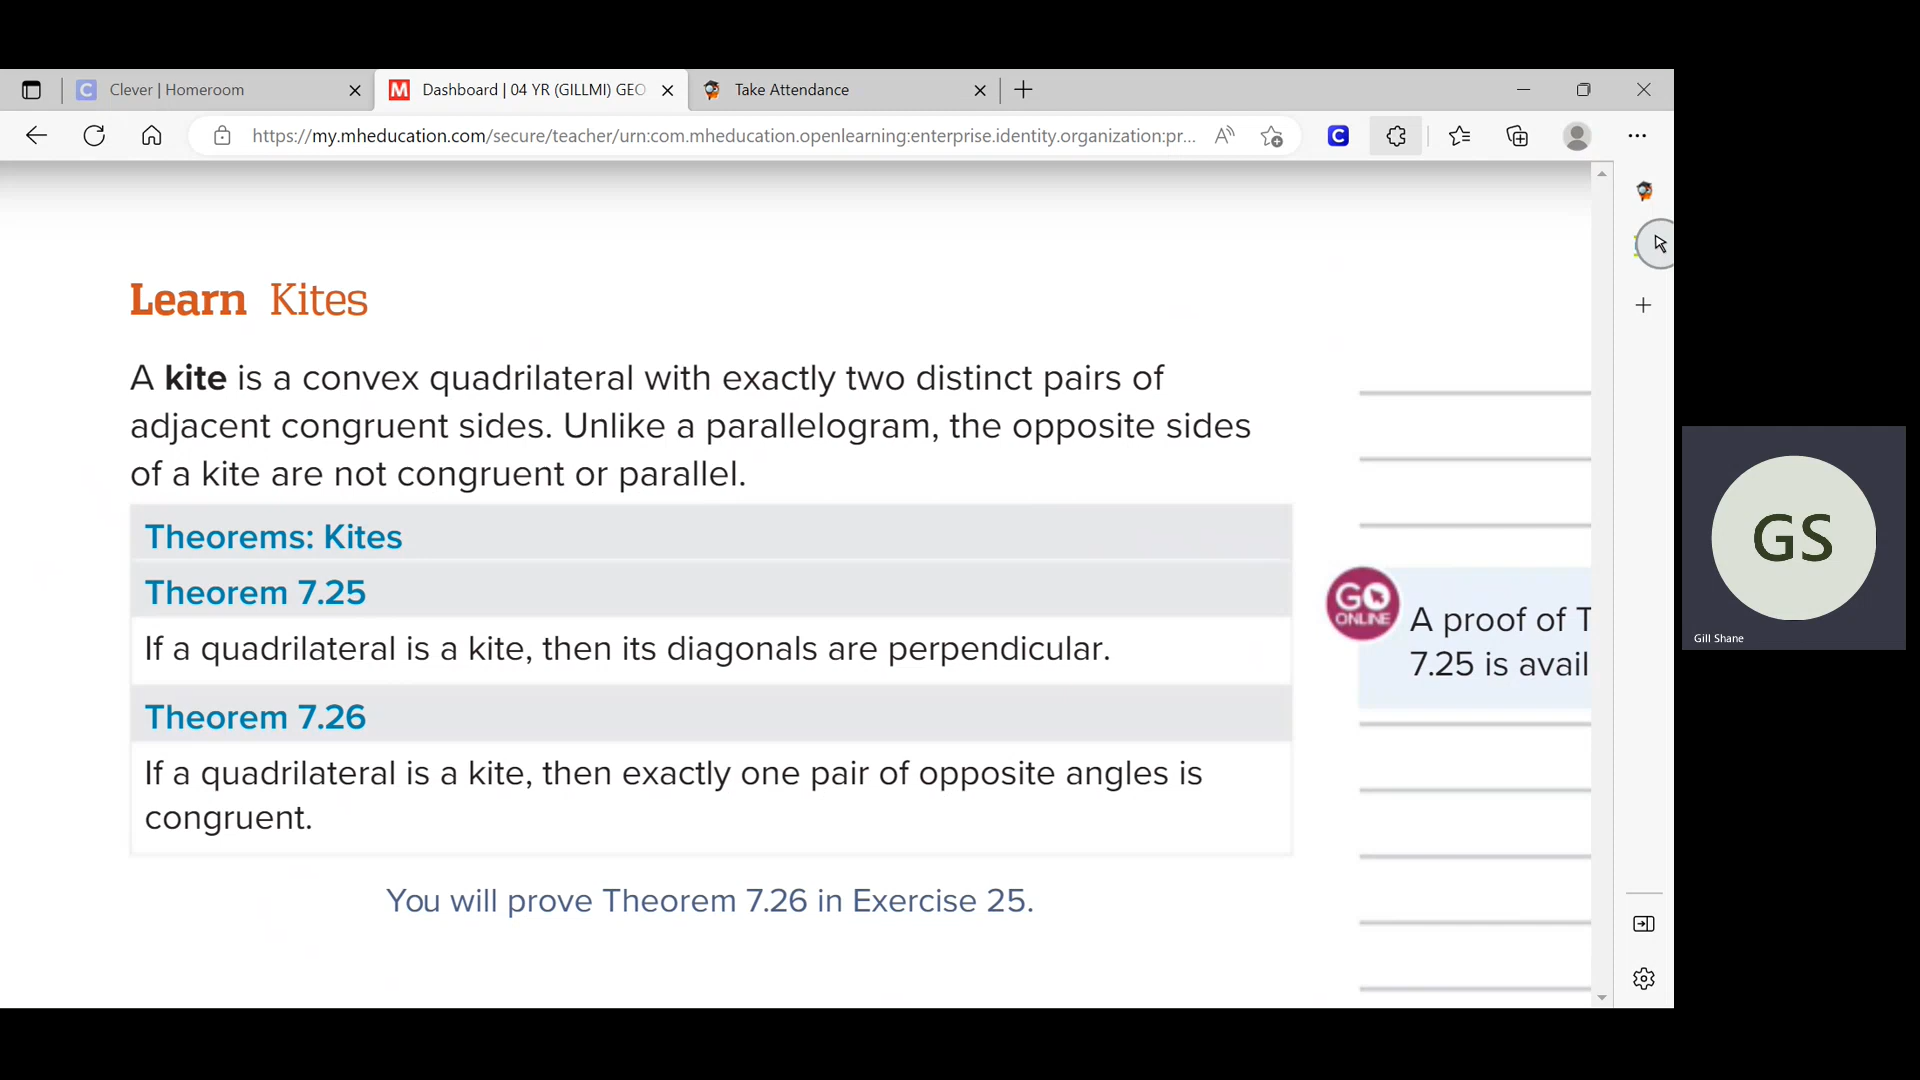 Clever | Homeroom
Dashboard | 04 YR (GILLMI) GEO
Take Attendance
https://my.mheducation.com/secure/teacher/urn:com.mheducation.openlearning:enterprise.identity.organization:pr...
Learn Kites
A kite is a convex quadrilateral with exactly two distinct pairs of
adjacent congruent sides. Unlike a parallelogram, the opposite sides
of a kite are not congruent or parallel.
Theorems: Kites
Theorem 7.25
If a quadrilateral is a kite, then its diagonals are perpendicular.
Theorem 7.26
If a quadrilateral is a kite, then exactly one pair of opposite angles is
congruent.
You will prove Theorem 7.26 in Exercise 25.
GO
ONLINE
A proof of T
7.25 is avail
GS
Gill Shane